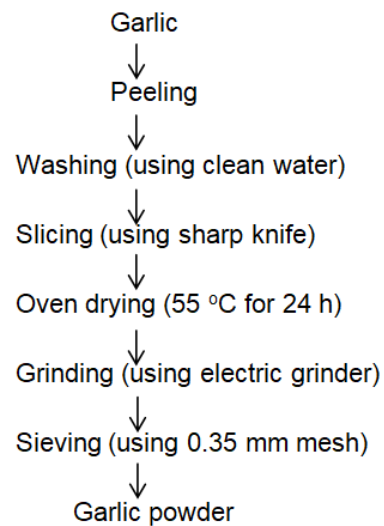 Garlic
Peeling
Washing (using clean water)
Slicing (using sharp knife)
Oven drying (55 °C for 24 h)
Grinding (using electric grinder)
Sieving (using 0.35 mm mesh)
Garlic powder